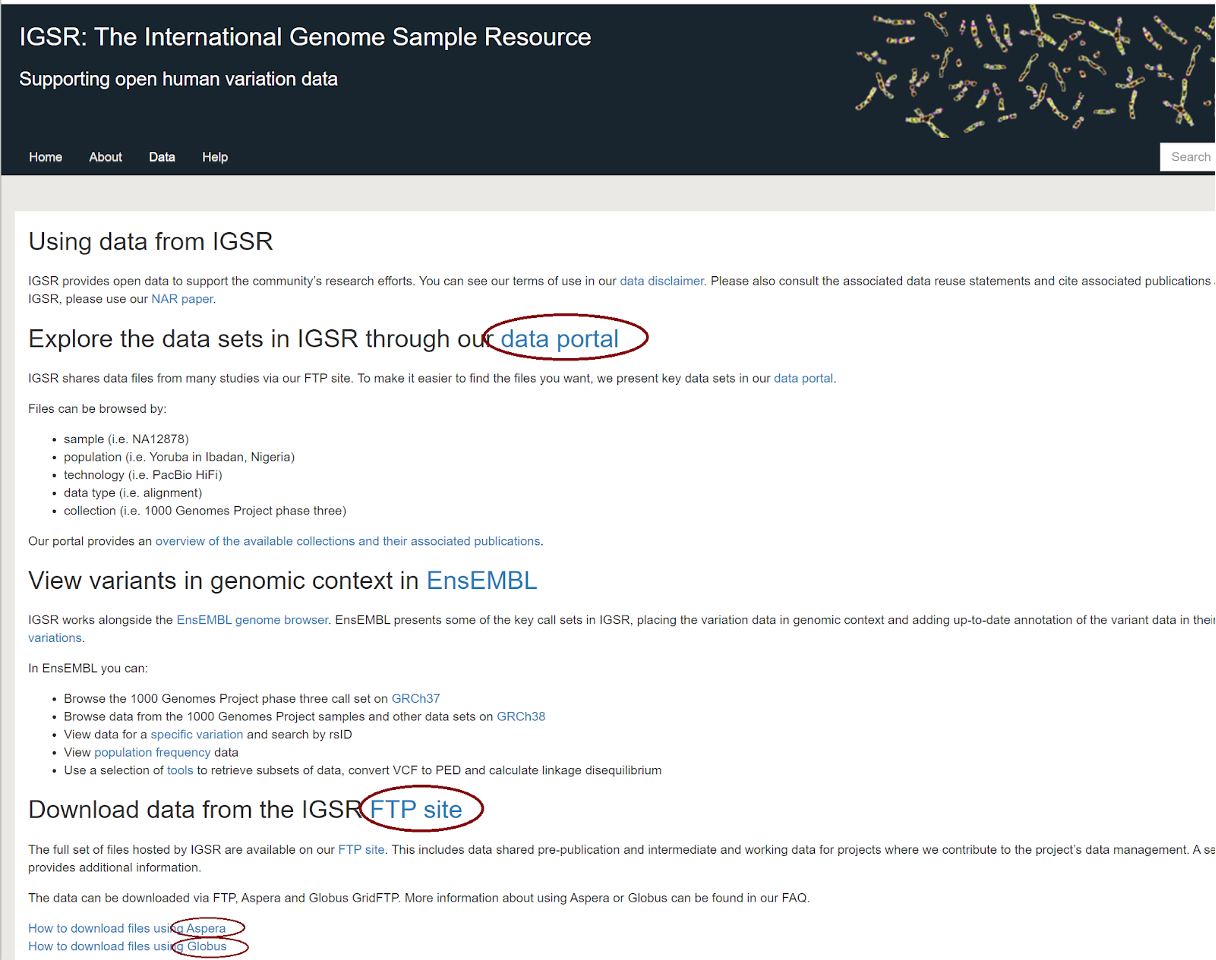 IGSR: The International Genome Sample Resource
Supporting open human variation data
Home About Data Help
Search
Using data from IGSR
IGSR provides open data to support the community's research efforts. You can see our terms of use in our data disclaimer. Please also consult the associated data reuse statements and cite associated publications
IGSR, please use our NAR paper.
Explore the data sets in IGSR through our data portal
IGSR shares data files from many studies via our FTP site. To make it easier to find the files you want, we present key data sets in our data portal.
Files can be browsed by:
• sample (i.e. NA12878)
• population (i.e. Yoruba in Ibadan, Nigeria)
• technology (i.e. PacBio HiFi)
• data type (i.e. alignment)
• collection (i.e. 1000 Genomes Project phase three)
Our portal provides an overview of the available collections and their associated publications.
View variants in genomic context in EnsEMBL
IGSR works alongside the EnsEMBL genome browser. EnsEMBL presents some of the key call sets in IGSR, placing the variation data in genomic context and adding up-to-date annotation of the variant data in their
variations.
In EnsEMBL you can:
• Browse the 1000 Genomes Project phase three call set on GRCh37
• Browse data from the 1000 Genomes Project samples and other data sets on GRCh38
• View data for a specific variation and search by rsID
• View population frequency data
• Use a selection of tools to retrieve subsets of data, convert VCF to PED and calculate linkage disequilibrium
Download data from the IGSR FTP site
The full set of files hosted by IGSR are available on our FTP site. This includes data shared pre-publication and intermediate and working data for projects where we contribute to the project's data management. A
provides additional information.
The data can be downloaded via FTP, Aspera and Globus GridFTP. More information about using Aspera or Globus can be found in our FAQ.
How to download files using Aspera
How to download files using Globus